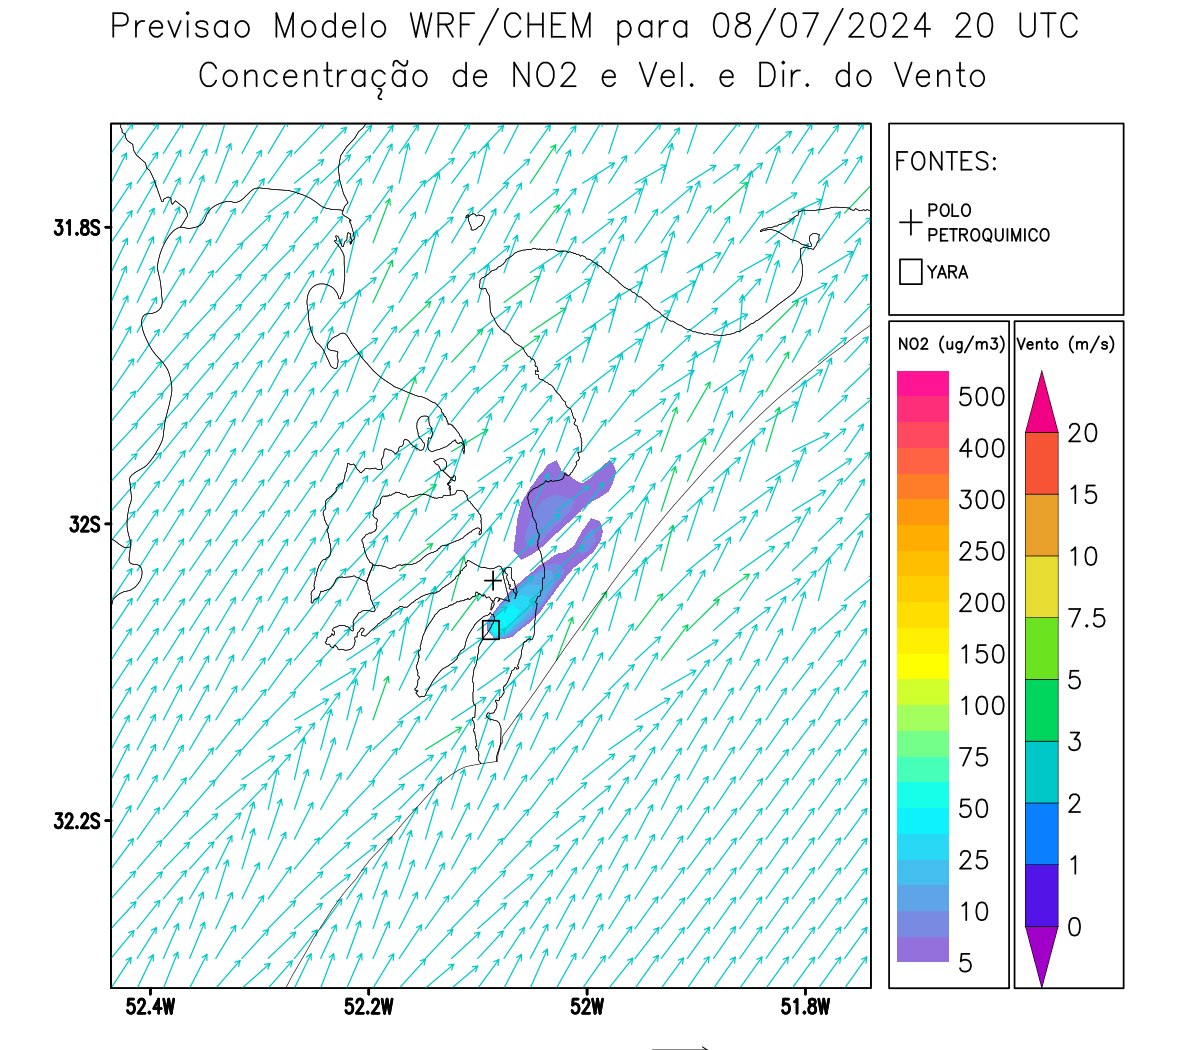 Previsao Modelo WRF/CHEM para 08/07/2024 20 UTC
Concentração de NO2 e Vel. e Dir. do Vento
FONTES:
POLO
PETROQUIMICO
YARA
NO2 (ug/m3)
500
400
300
250
200
150
100
75
50
25
10
5
Vento (m/s)
20
15
10
7.5
5
3
2
1
0
31.8S
32S
32.2S
52.4W
52.2W
52W
51.8W